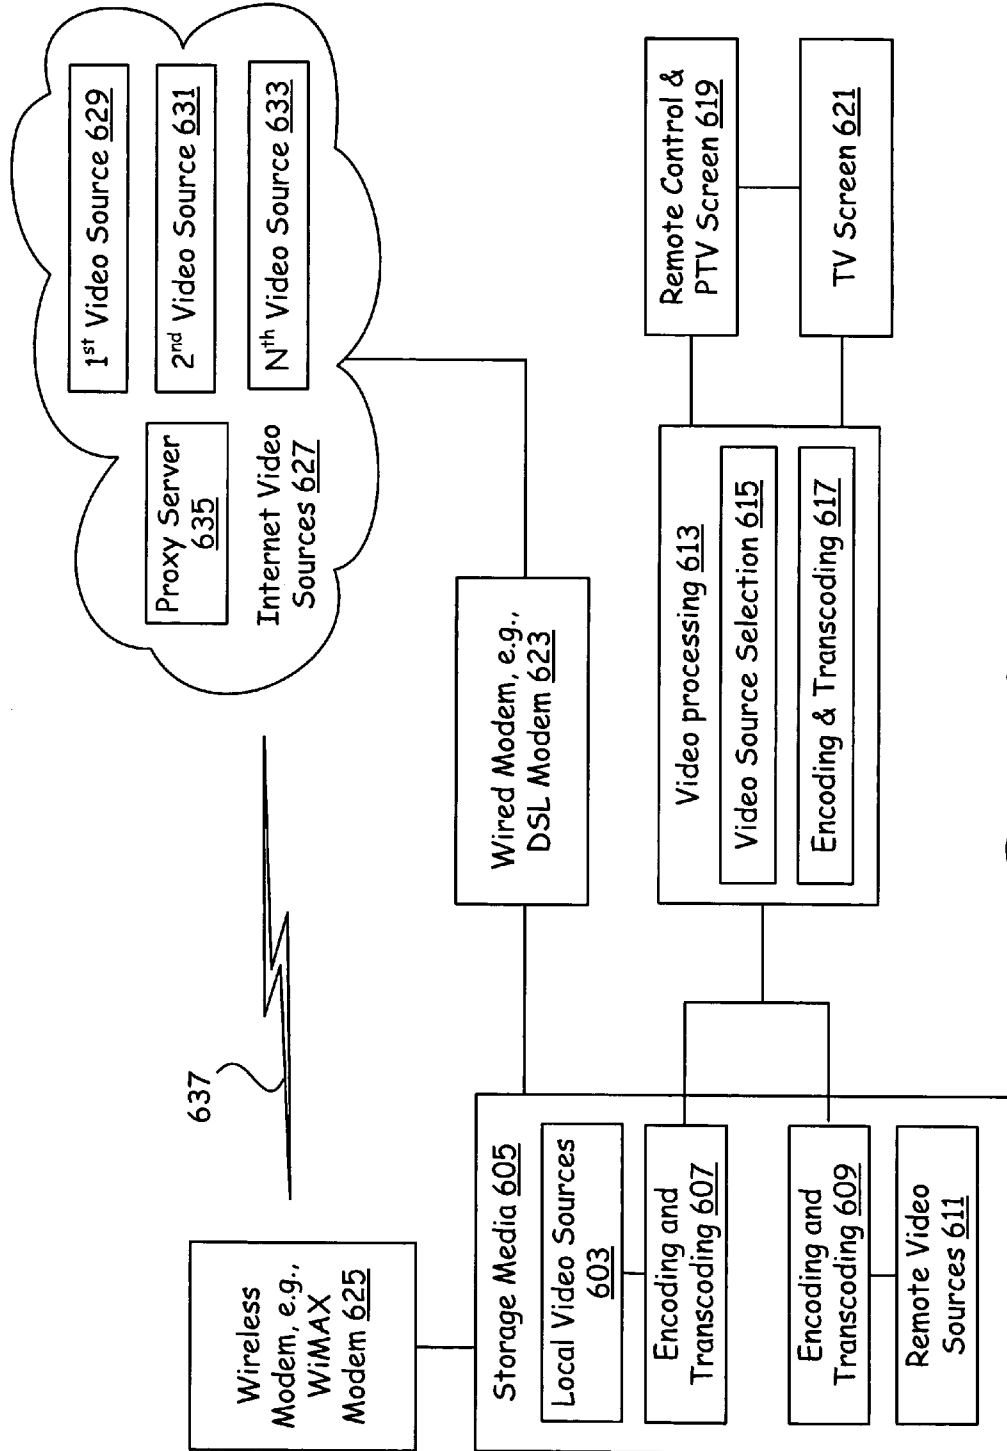 Wireless
Modem, e.g.,
WiMAX
Modem 625
637
Proxy Server
635
Internet Video
Sources 627
1st Video Source 629
2nd Video Source 631
Nth Video Source 633
Wired Modem, e.g.,
DSL Modem 623
Storage Media 605
Local Video Sources
603
Encoding and
Transcoding 607
Encoding and
Transcoding 609
Remote Video
Sources 611
Video processing 613
Video Source Selection 615
Encoding & Transcoding 617
Remote Control &
PTV Screen 619
TV Screen 621